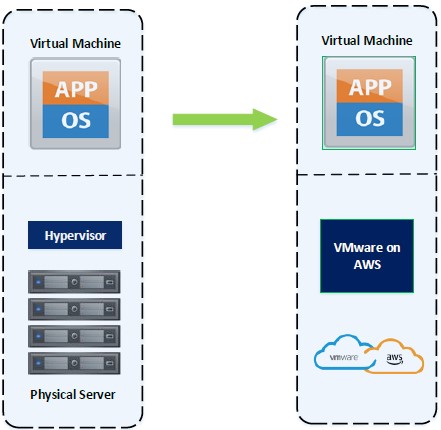 Virtual Machine
APP
OS
Hypervisor
Physical Server
Virtual Machine
APP
OS
VMware on
AWS
vmware
aws